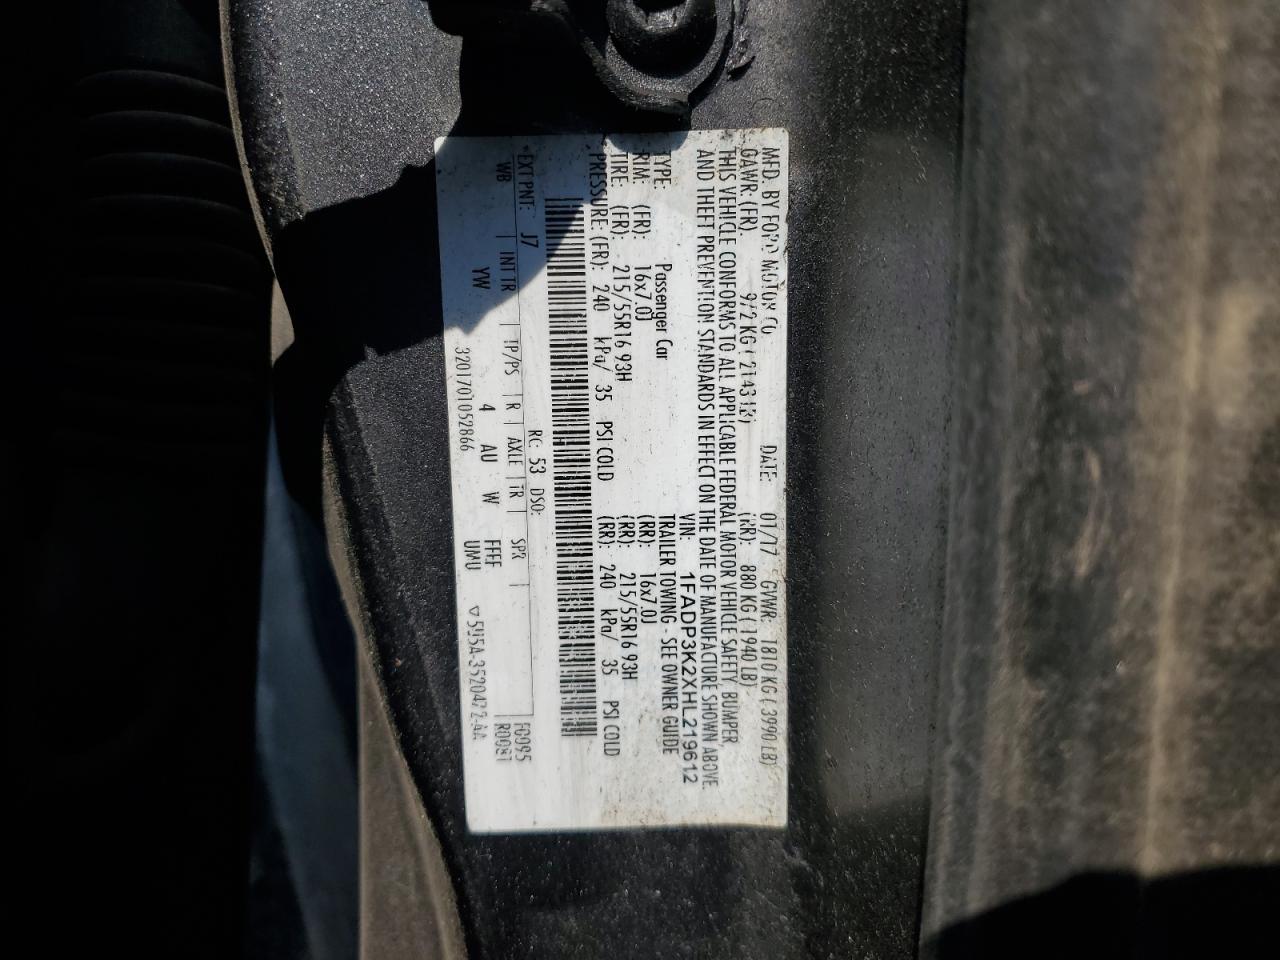 MFD. BY FORD MOTOR CO
DATE: 01/17 GVWR: 1810 KG ( 3990 LB)
GAWR: (FR): 972 KG ( 2143 LB) (RR): 880 KG ( 1940 LB)
THIS VEHICLE CONFORMS TO ALL APPLICABLE FEDERAL MOTOR VEHICLE SAFETY, BUMPER,
AND THEFT PREVENTION STANDARDS IN EFFECT ON THE DATE OF MANUFACTURE SHOWN ABOVE.
VIN: 1FADP3K2XHL219612
TYPE: Passenger Car TRAILER TOWING - SEE OWNER GUIDE
RIM: (FR): 16x7.0J (RR): 16x7.0J
TIRE: (FR): 215/55R16 93H (RR): 215/55R16 93H
PRESSURE: (FR): 240 kPa/ 35 PSI COLD (RR): 240 kPa/ 35 PSI COLD
RC: 53 DSO:
EXT PNT: J7 INT TR TP/PS R AXLE TR SPR
WB YW 4 AU W FFEF
UMU
320170105286​6